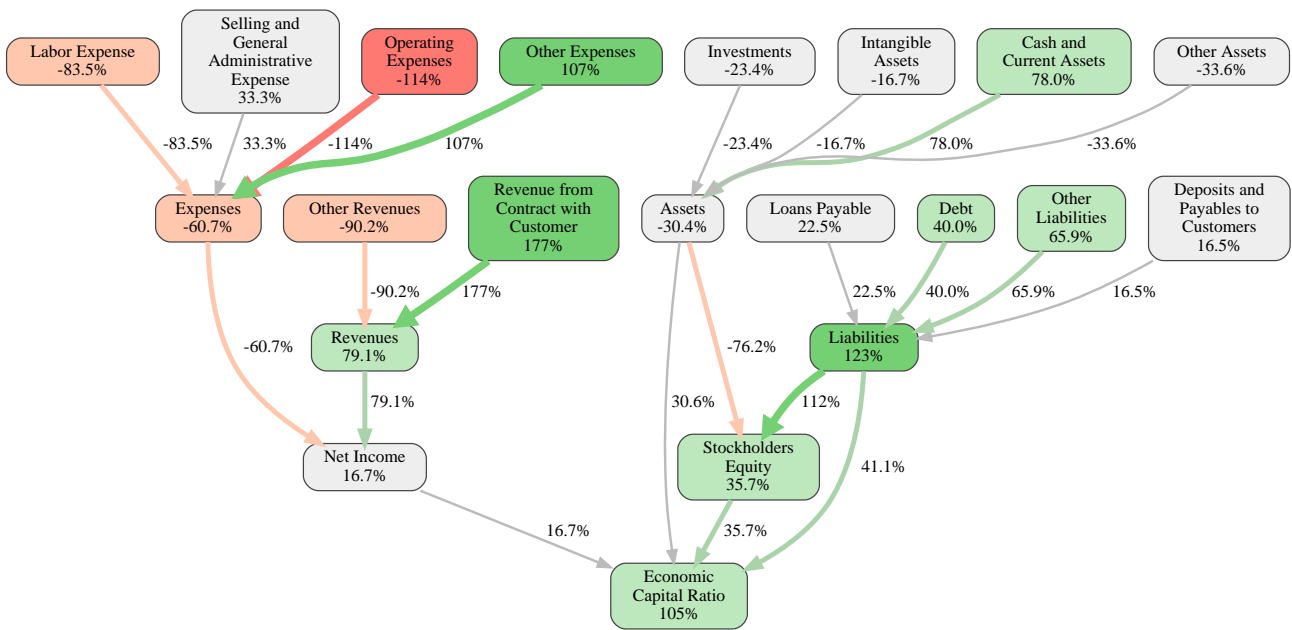 Labor Expense
-83.5%
Selling and
General
Administrative
Expense
33.3%
Operating
Expenses
-114%
Other Expenses
107%
Investments
-23.4%
Intangible
Assets
-16.7%
Cash and
Current Assets
78.0%
Other Assets
-33.6%
-83.5%
33.3%
-114%
107%
-23.4%
-16.7%
78.0%
-33.6%
Expenses
-60.7%
Other Revenues
-90.2%
Revenue from
Contract with
Customer
177%
Assets
-30.4%
Loans Payable
22.5%
Debt
40.0%
Other
Liabilities
65.9%
Deposits and
Payables to
Customers
16.5%
-90.2%
177%
22.5%
40.0%
65.9%
16.5%
-60.7%
Revenues
79.1%
-76.2%
Liabilities
123%
79.1%
30.6%
112%
Net Income
16.7%
Stockholders
Equity
35.7%
41.1%
16.7%
35.7%
Economic
Capital Ratio
105%